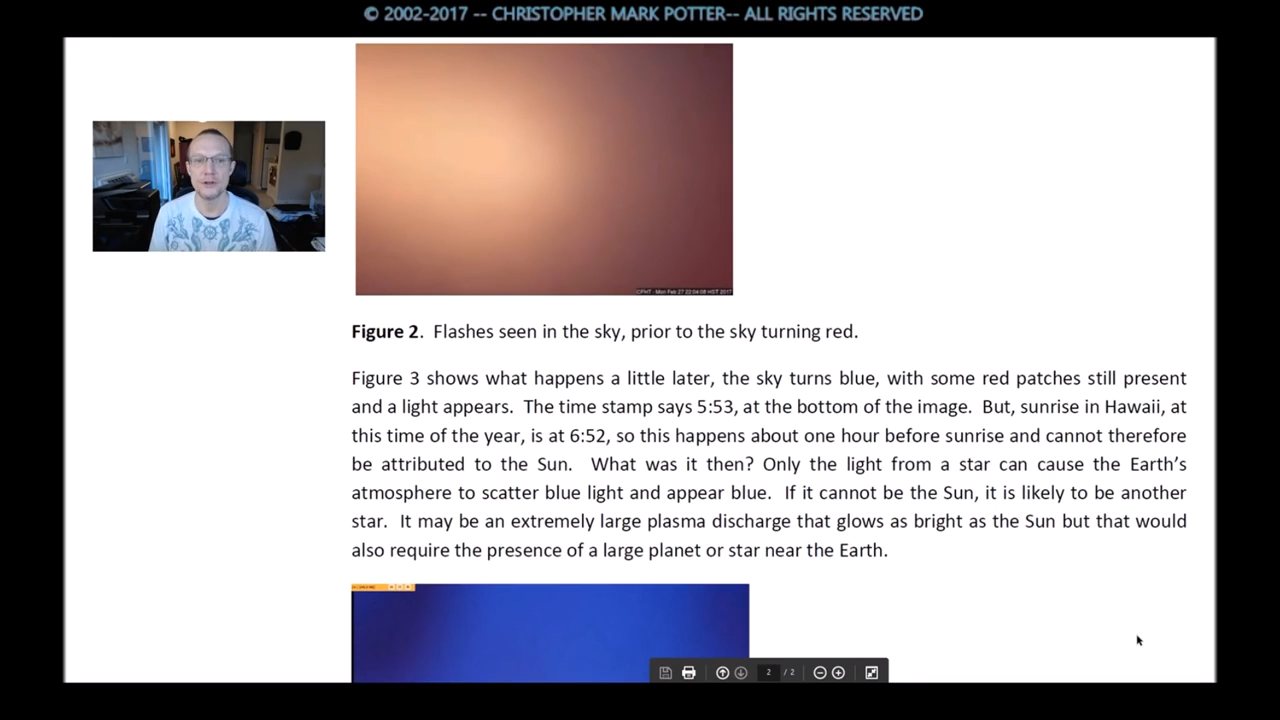 © 2002-2017 -- CHRISTOPHER MARK POTTER-- ALL RIGHTS RESERVED
©PHT - Mon Feb 27 22:04:08 HST 2017
Figure 2. Flashes seen in the sky, prior to the sky turning red.
Figure 3 shows what happens a little later, the sky turns blue, with some red patches still present
and a light appears. The time stamp says 5:53, at the bottom of the image. But, sunrise in Hawaii, at
this time of the year, is at 6:52, so this happens about one hour before sunrise and cannot therefore
be attributed to the Sun. What was it then? Only the light from a star can cause the Earth’s
atmosphere to scatter blue light and appear blue. If it cannot be the Sun, it is likely to be another
star. It may be an extremely large plasma discharge that glows as bright as the Sun but that would
also require the presence of a large planet or star near the Earth.
2 / 2